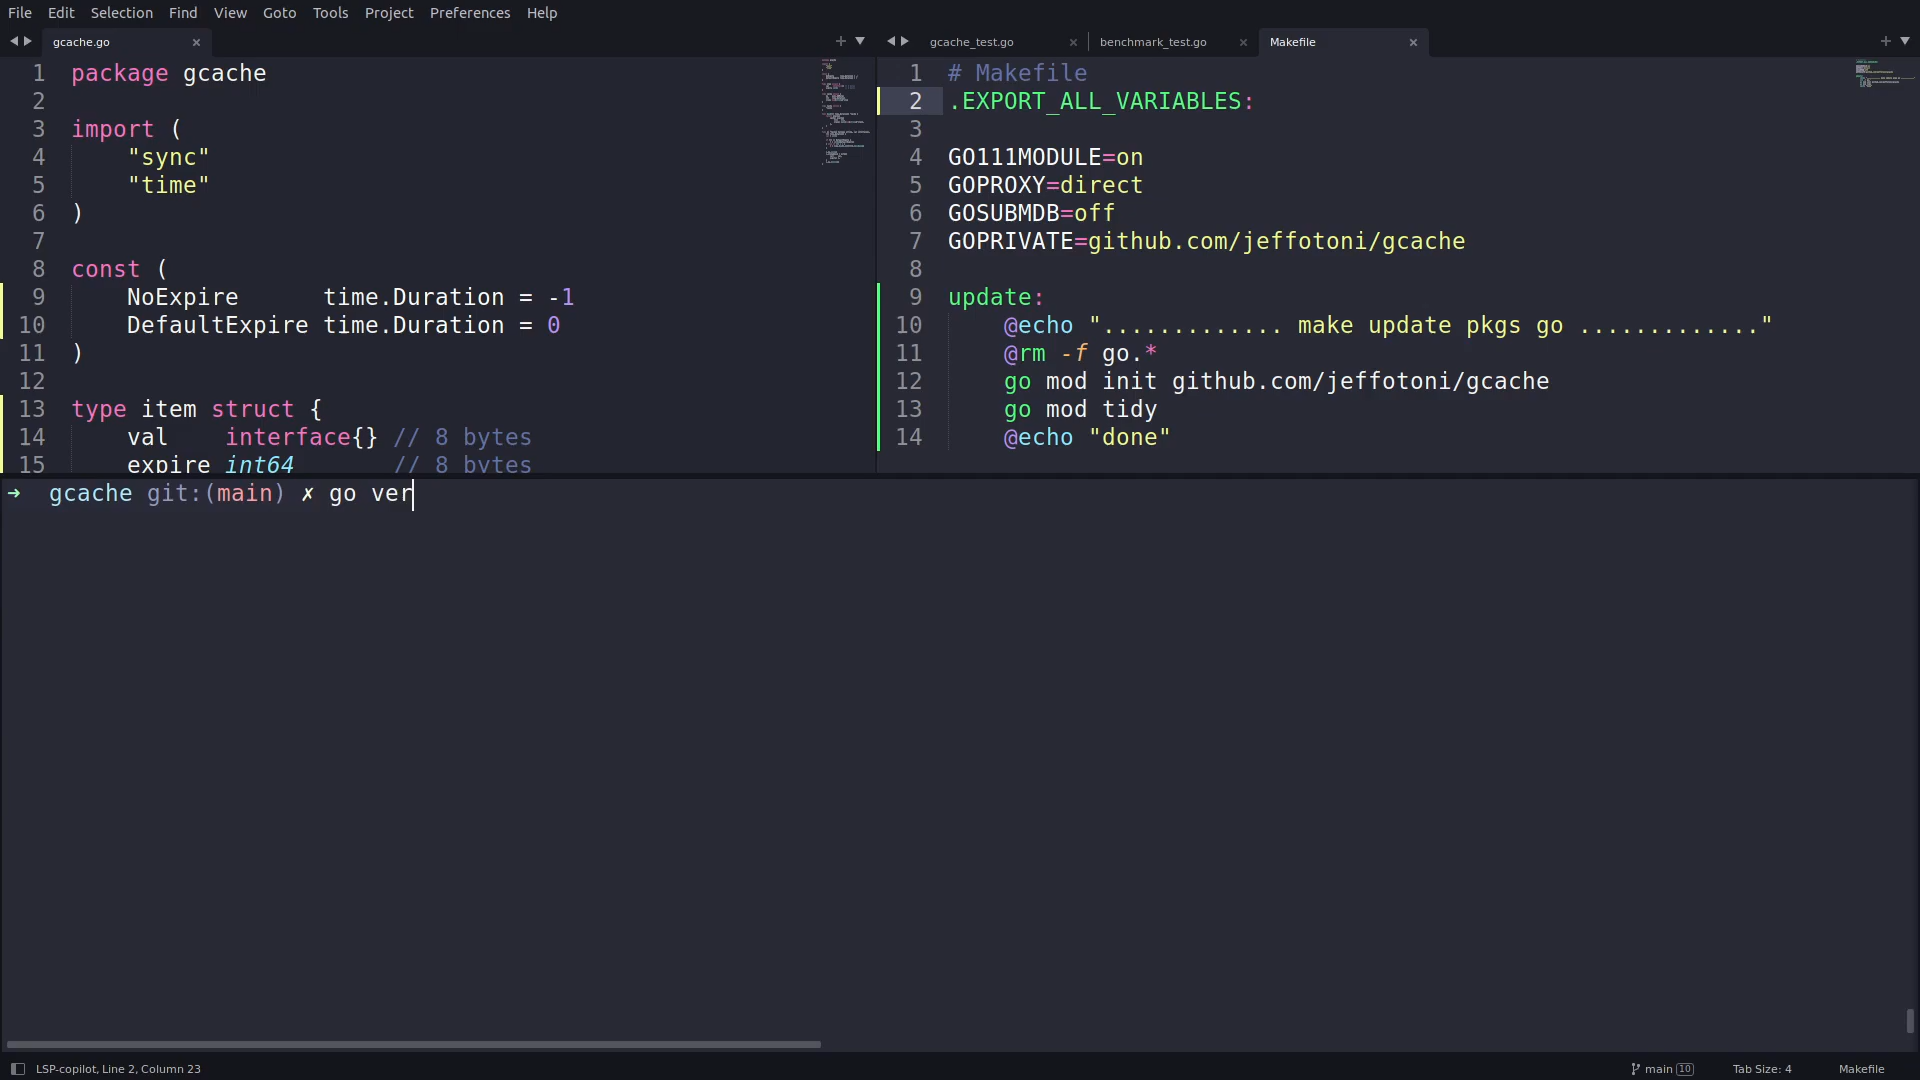 File Edit Selection Find View Goto Tools Project Preferences Help
gcache.go
gcache_test.go benchmark_test.go Makefile
1 package gcache
2
3 import (
4 "sync"
5 "time"
6 )
7
8 const (
9 NoExpire time.Duration = -1
10 DefaultExpire time.Duration = 0
11 )
12
13 type item struct {
14 val interface{} // 8 bytes
15 expire int64 // 8 bytes
1 # Makefile
2 .EXPORT_ALL_VARIABLES:
3
4 GO111MODULE=on
5 GOPROXY=direct
6 GOSUBMDB=off
7 GOPRIVATE=github.com/jeffotoni/gcache
8
9 update:
10 @echo "............. make update pkgs go ............."
11 @rm -f go.*
12 go mod init github.com/jeffotoni/gcache
13 go mod tidy
14 @echo "done"
➜ gcache git:(main) ✗ go ver
LSP-copilot, Line 2, Column 23
main 10 Tab Size: 4 Makefile